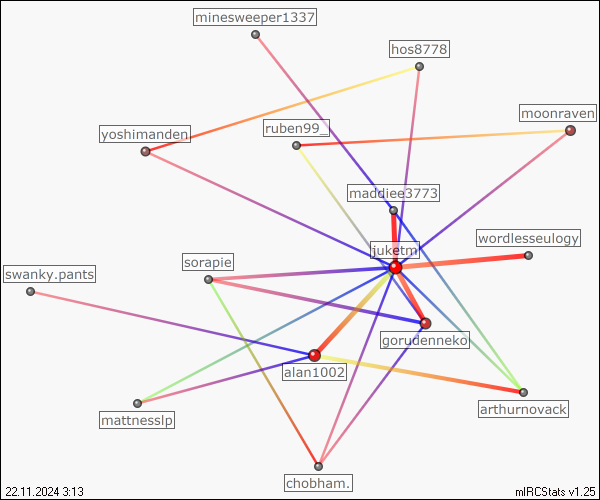 minesweeper1337
hos8778
moonraven
ruben99_
yoshimanden
maddiee3773
wordlesseulogy
juketm
sorapie
swanky.pants
gorudenneko
alan1002
arthurnovack
mattnesslp
chobham.
22.11.2024 3:13
mIRCStats v1.25